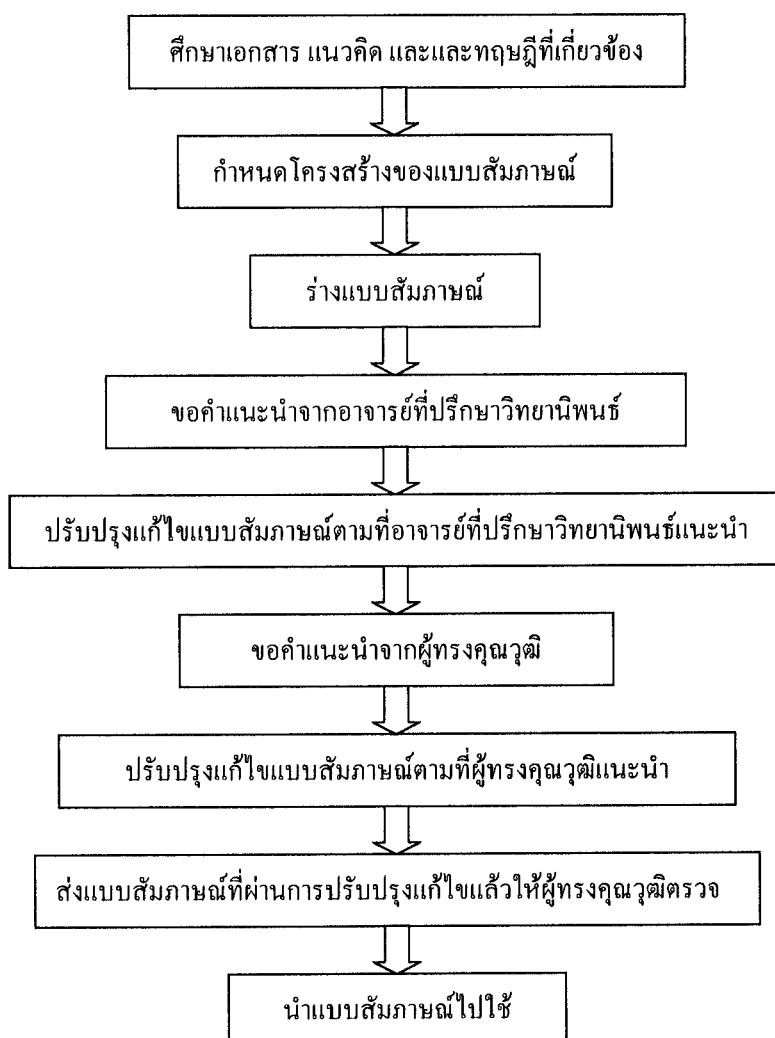 ศึกษาเอกสาร แนวคิด และและทฤษฎีที่เกี่ยวข้อง
กำหนดโครงสร้างของแบบสัมภาษณ์
ร่างแบบสัมภาษณ์
ขอคำแนะนำจากอาจารย์ที่ปรึกษาวิทยานิพนธ์
ปรับปรุงแก้ไขแบบสัมภาษณ์ตามที่อาจารย์ที่ปรึกษาวิทยานิพนธ์แนะนำ
ขอคำแนะนำจากผู้ทรงคุณวุฒิ
ปรับปรุงแก้ไขแบบสัมภาษณ์ตามที่ผู้ทรงคุณวุฒิแนะนำ
ส่งแบบสัมภาษณ์ที่ผ่านการปรับปรุงแก้ไขแล้วให้ผู้ทรงคุณวุฒิตรวจ
นำแบบสัมภาษณ์ไปใช้